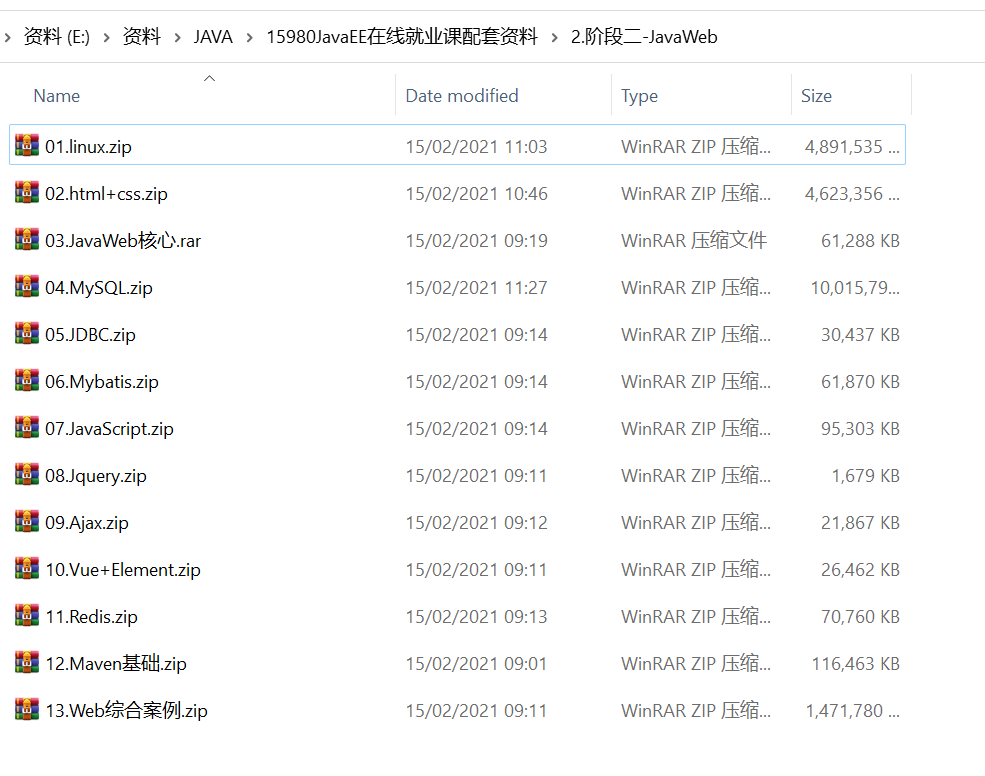 资料 (E:) › 资料 › JAVA › 15980JavaEE在线就业课配套资料 › 2.阶段二-JavaWeb
Name Date modified Type Size
01.linux.zip 15/02/2021 11:03 WinRAR ZIP 压缩... 4,891,535 ...
02.html+css.zip 15/02/2021 10:46 WinRAR ZIP 压缩... 4,623,356 ...
03.JavaWeb核心.rar 15/02/2021 09:19 WinRAR 压缩文件 61,288 KB
04.MySQL.zip 15/02/2021 11:27 WinRAR ZIP 压缩... 10,015,79...
05.JDBC.zip 15/02/2021 09:14 WinRAR ZIP 压缩... 30,437 KB
06.Mybatis.zip 15/02/2021 09:14 WinRAR ZIP 压缩... 61,870 KB
07.JavaScript.zip 15/02/2021 09:14 WinRAR ZIP 压缩... 95,303 KB
08.Jquery.zip 15/02/2021 09:11 WinRAR ZIP 压缩... 1,679 KB
09.Ajax.zip 15/02/2021 09:12 WinRAR ZIP 压缩... 21,867 KB
10.Vue+Element.zip 15/02/2021 09:11 WinRAR ZIP 压缩... 26,462 KB
11.Redis.zip 15/02/2021 09:13 WinRAR ZIP 压缩... 70,760 KB
12.Maven基础.zip 15/02/2021 09:01 WinRAR ZIP 压缩... 116,463 KB
13.Web综合案例.zip 15/02/2021 09:11 WinRAR ZIP 压缩... 1,471,780 ...